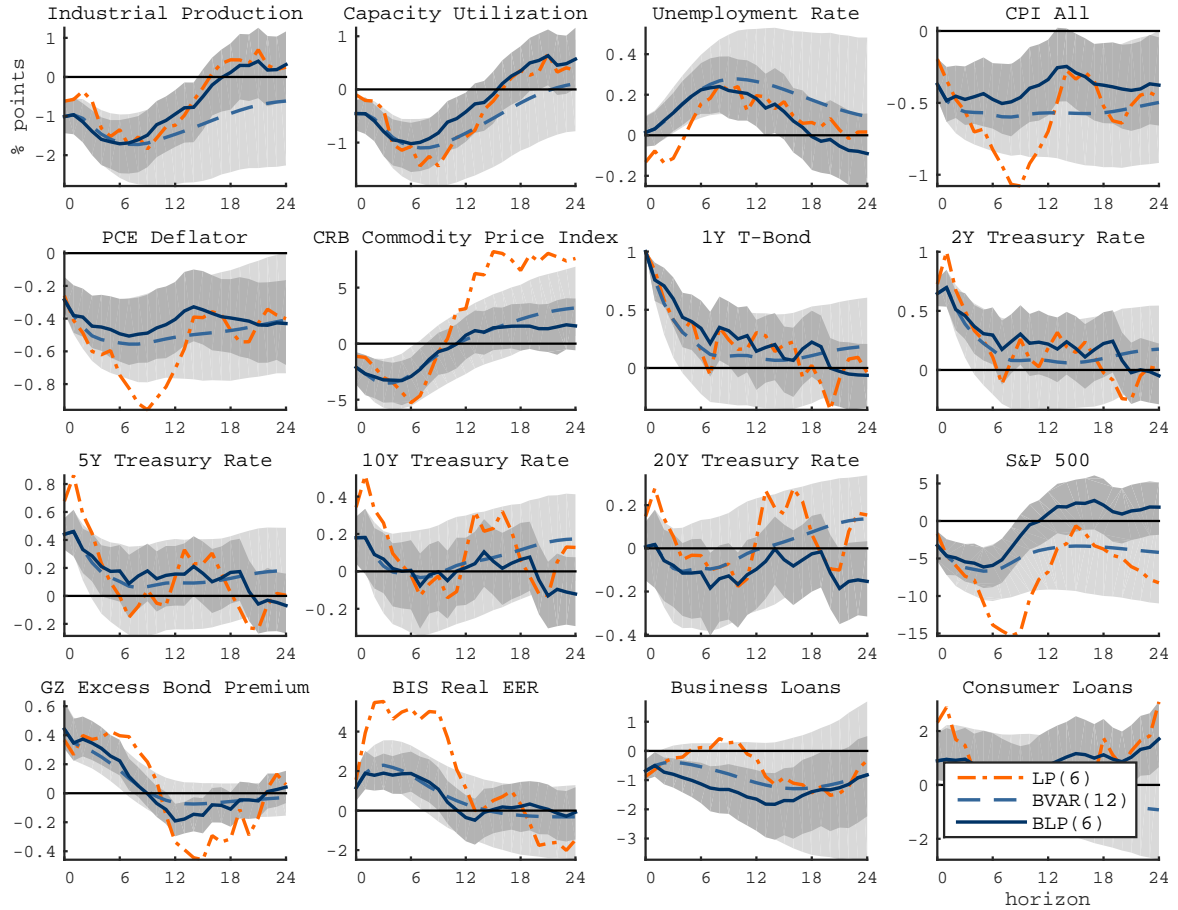 Industrial Production Capacity Utilization Unemployment Rate CPI All
% points
1
0
-1
-2
0 6 12 18 24
1
0
-1
0 6 12 18 24
0.4
0.2
0
-0.2
0 6 12 18 24
0
-0.5
-1
0 6 12 18 24
PCE Deflator CRB Commodity Price Index 1Y T-Bond 2Y Treasury Rate
0
-0.2
-0.4
-0.6
-0.8
0 6 12 18 24
5
0
-5
0 6 12 18 24
1
0.5
0
0 6 12 18 24
1
0.5
0
0 6 12 18 24
5Y Treasury Rate 10Y Treasury Rate 20Y Treasury Rate S&P 500
0.8
0.6
0.4
0.2
0
-0.2
0 6 12 18 24
0.4
0.2
0
-0.2
0 6 12 18 24
0.2
0
-0.2
-0.4
0 6 12 18 24
5
0
-5
-10
-15
0 6 12 18 24
GZ Excess Bond Premium BIS Real EER Business Loans Consumer Loans
0.6
0.4
0.2
0
-0.2
-0.4
0 6 12 18 24
4
2
0
-2
0 6 12 18 24
1
0
-1
-2
-3
0 6 12 18 24
2
0
-2
0 6 12 18 24
LP(6)
BVAR(12)
BLP(6)
horizon